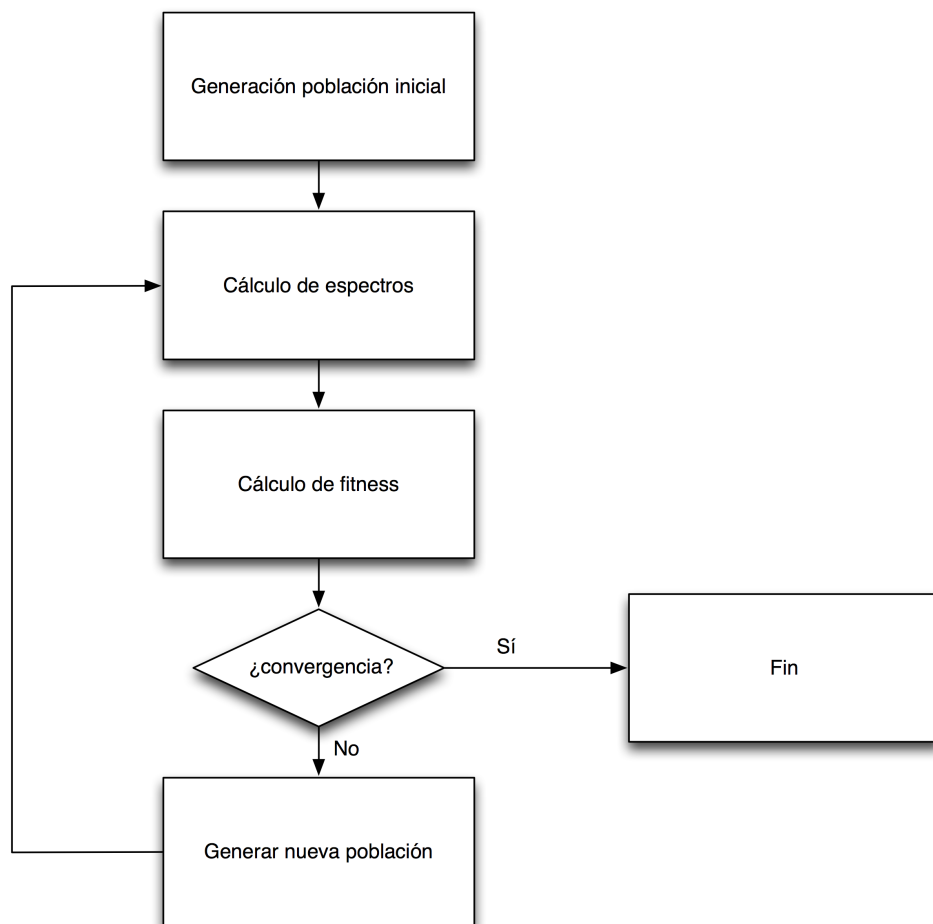 Generación población inicial
Cálculo de espectros
Cálculo de fitness
¿convergencia?
Sí
Fin
No
Generar nueva población